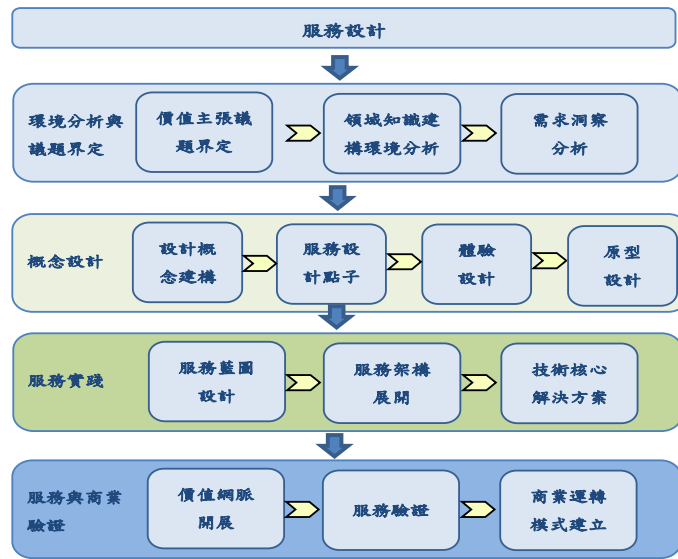 服務設計
環境分析與
議題界定
價值主張議
題界定
領域知識建
構環境分析
需求洞察
分析
概念設計
設計概
念建構
服務設
計點子
體驗
設計
原型
設計
服務實踐
服務藍圖
設計
服務架構
展開
技術核心
解決方案
服務與商業
驗證
價值網脈
開展
服務驗證
商業運轉
模式建立